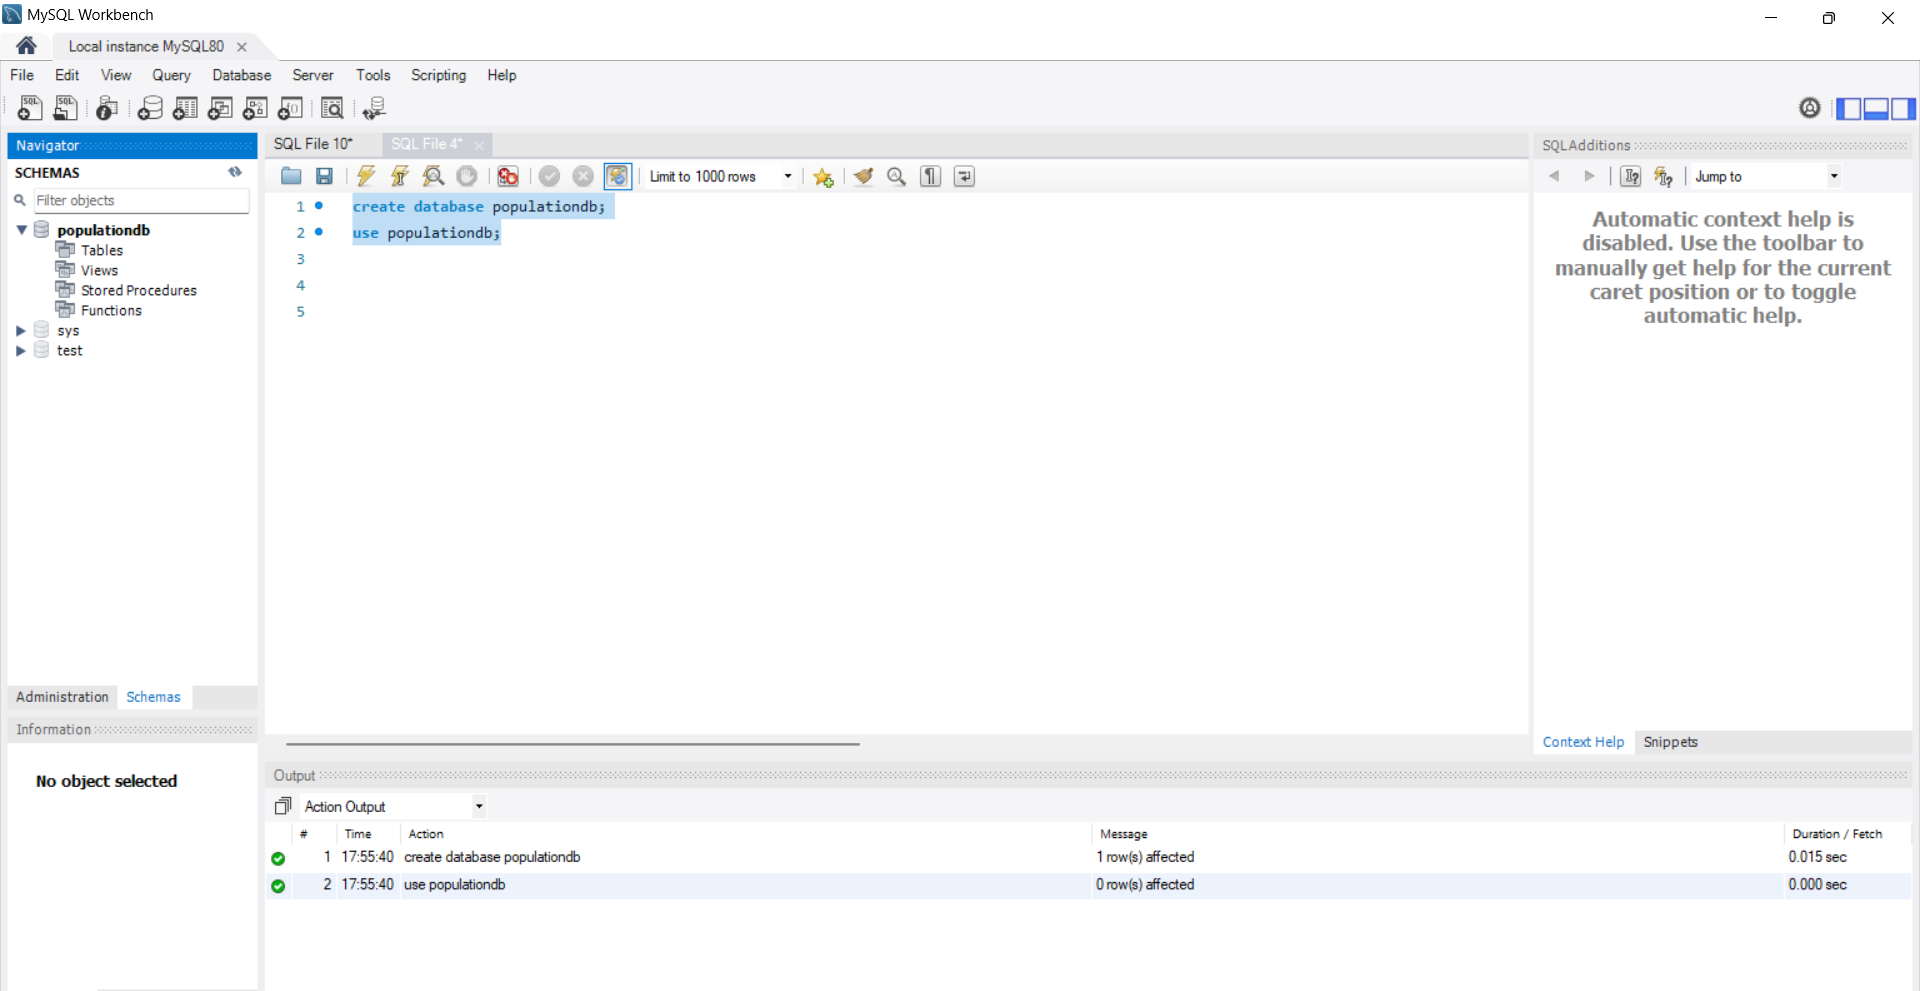 MySQL Workbench
Local instance MySQL80
File Edit View Query Database Server Tools Scripting Help
SQL File 10* SQL File 4*
Navigator
SCHEMAS
Filter objects
populationdb
Tables
Views
Stored Procedures
Functions
sys
test
Administration Schemas
Information
No object selected
Limit to 1000 rows
1 create database populationdb;
2 use populationdb;
3
4
5
SQLAdditions
Jump to
Automatic context help is
disabled. Use the toolbar to
manually get help for the current
caret position or to toggle
automatic help.
Context Help Snippets
Output
Action Output
# Time Action Message Duration / Fetch
1 17:55:40 create database populationdb 1 row(s) affected 0.015 sec
2 17:55:40 use populationdb 0 row(s) affected 0.000 sec